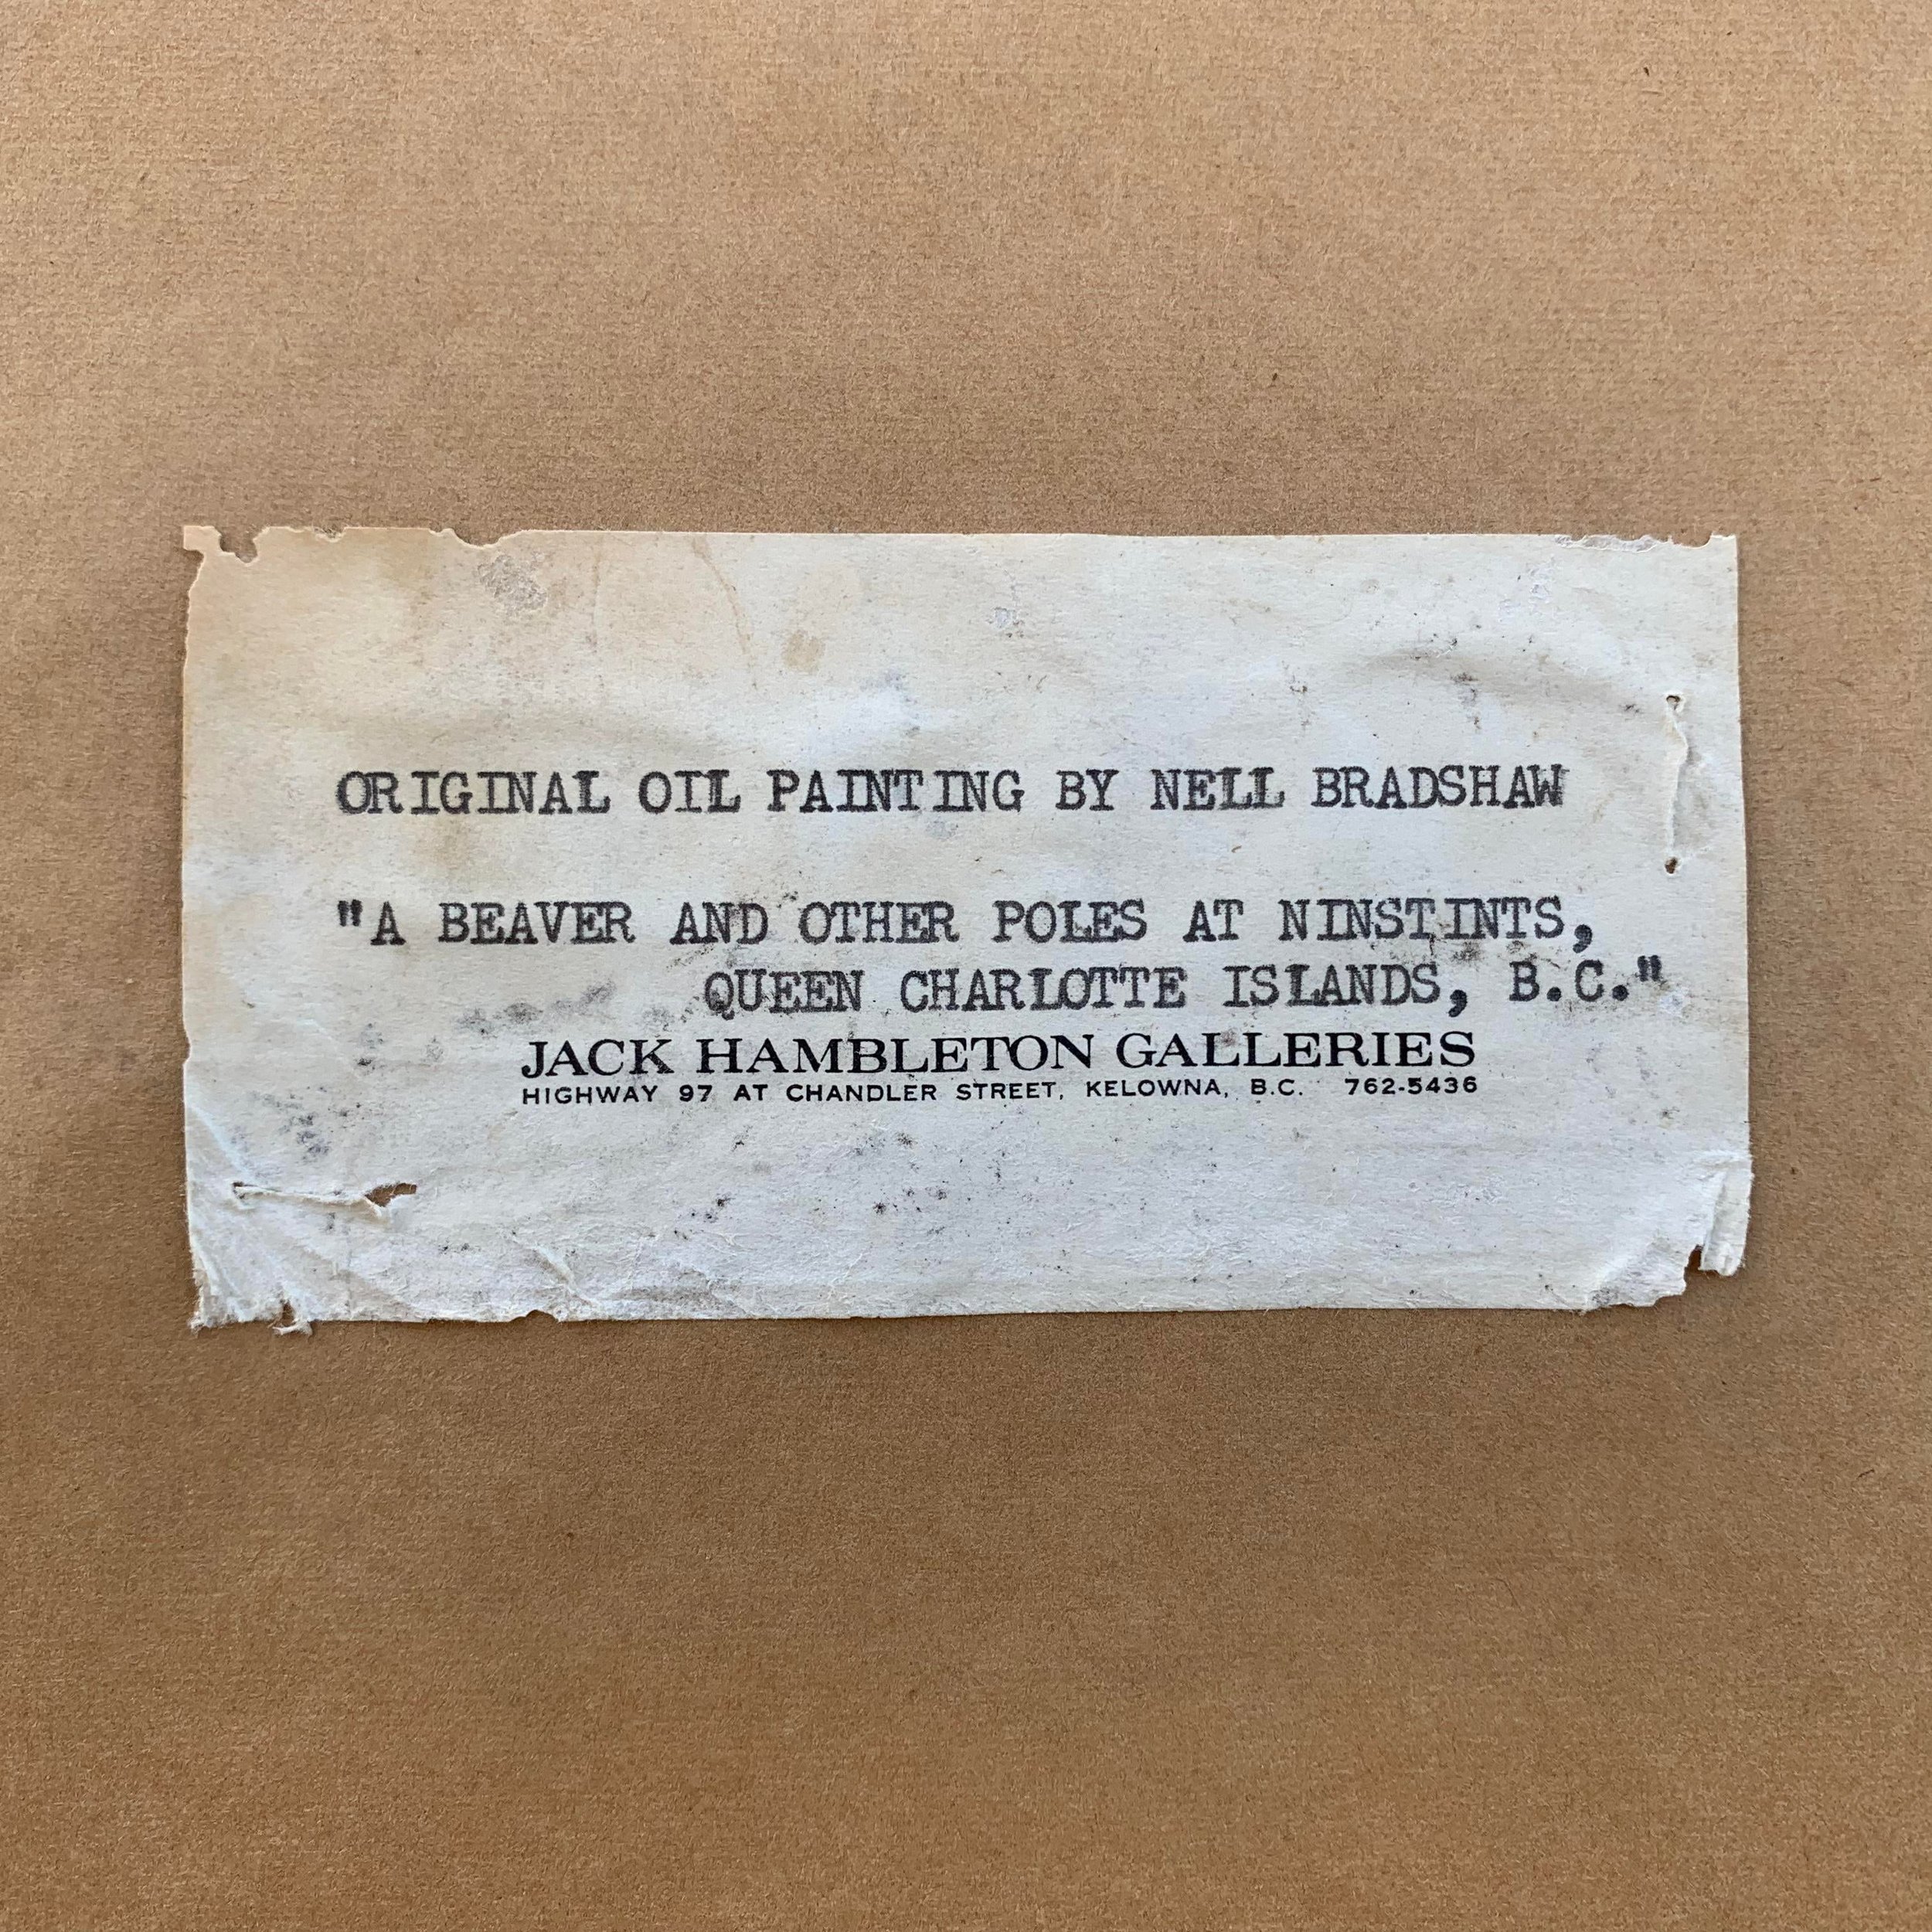 ORIGINAL OIL PAINTING BY NELL BRADSHAW
"A BEAVER AND OTHER POLES AT NINSTINTS,
QUEEN CHARLOTTE ISLANDS, B.C."
JACK HAMBLETON GALLERIES
HIGHWAY 97 AT CHANDLER STREET, KELOWNA, B.C. 762-5436